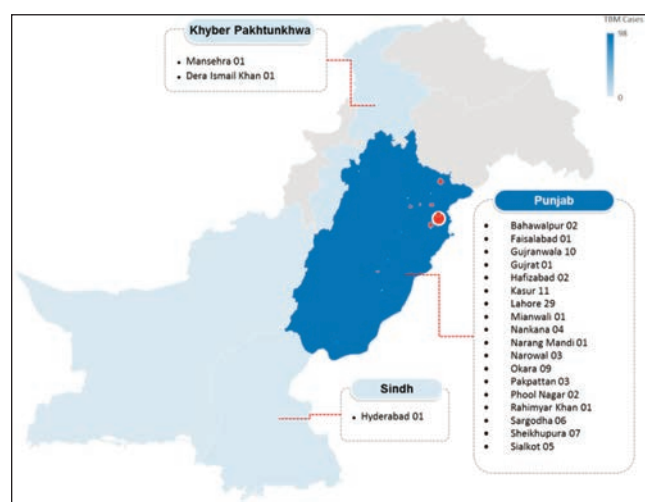 Khyber Pakhtunkhwa
• Mansehra 01
• Dera Ismail Khan 01
TBM Cases
98
0
Punjab
• Bahawalpur 02
• Faisalabad 01
• Gujranwala 10
• Gujrat 01
• Hafizabad 02
• Kasur 11
• Lahore 29
• Mianwali 01
• Nankana 04
• Narang Mandi 01
• Narowal 03
• Okara 09
• Pakpattan 03
• Phool Nagar 02
• Rahimyar Khan 01
• Sargodha 06
• Sheikhupura 07
• Sialkot 05
Sindh
• Hyderabad 01